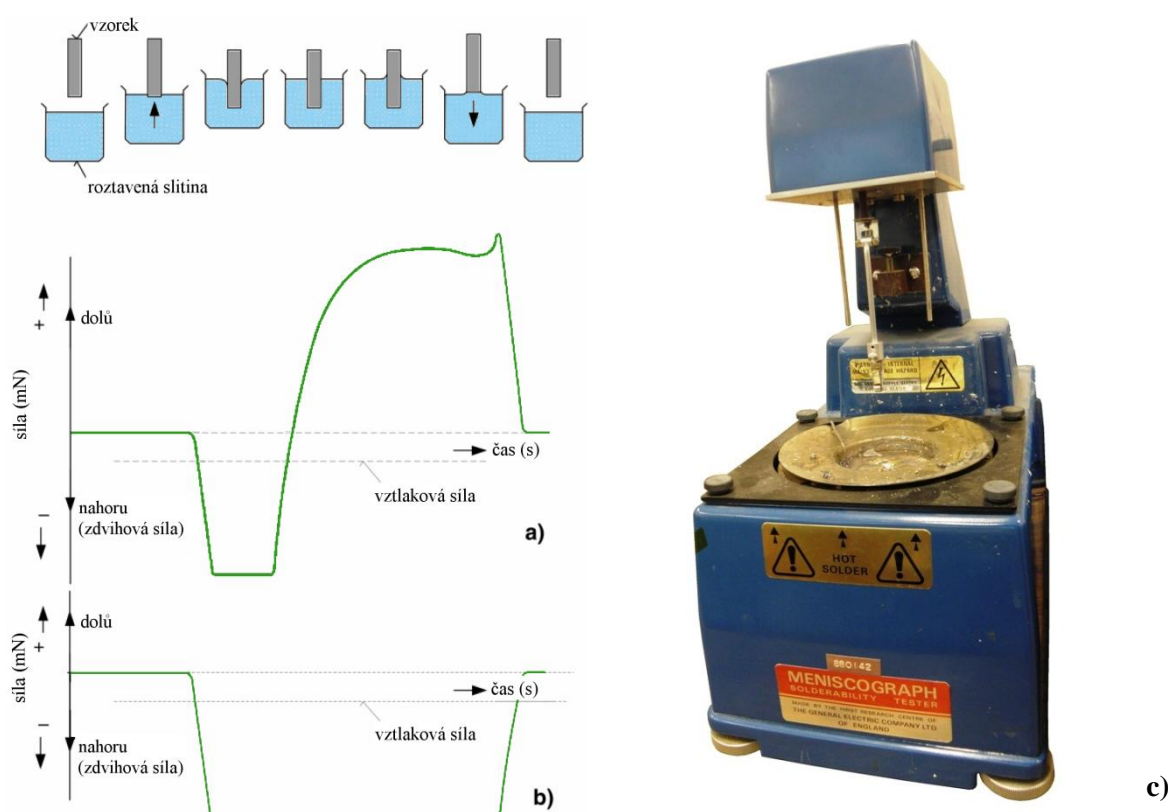 vzorek
roztavená slitina
síla (mN)
+
dolů
čas (s)
vztlaková síla
nahoru
(zdvihová síla)
−
a)
síla (mN)
+
dolů
čas (s)
vztlaková síla
−
nahoru
(zdvihová síla)
b)
HOT
SOLDER
880142
MENISCOGRAPH
SOLDERABILITY TESTER
MADE BY THE HIRST RESEARCH CENTRE OF
THE GENERAL ELECTRIC COMPANY LTD
OF ENGLAND
c)